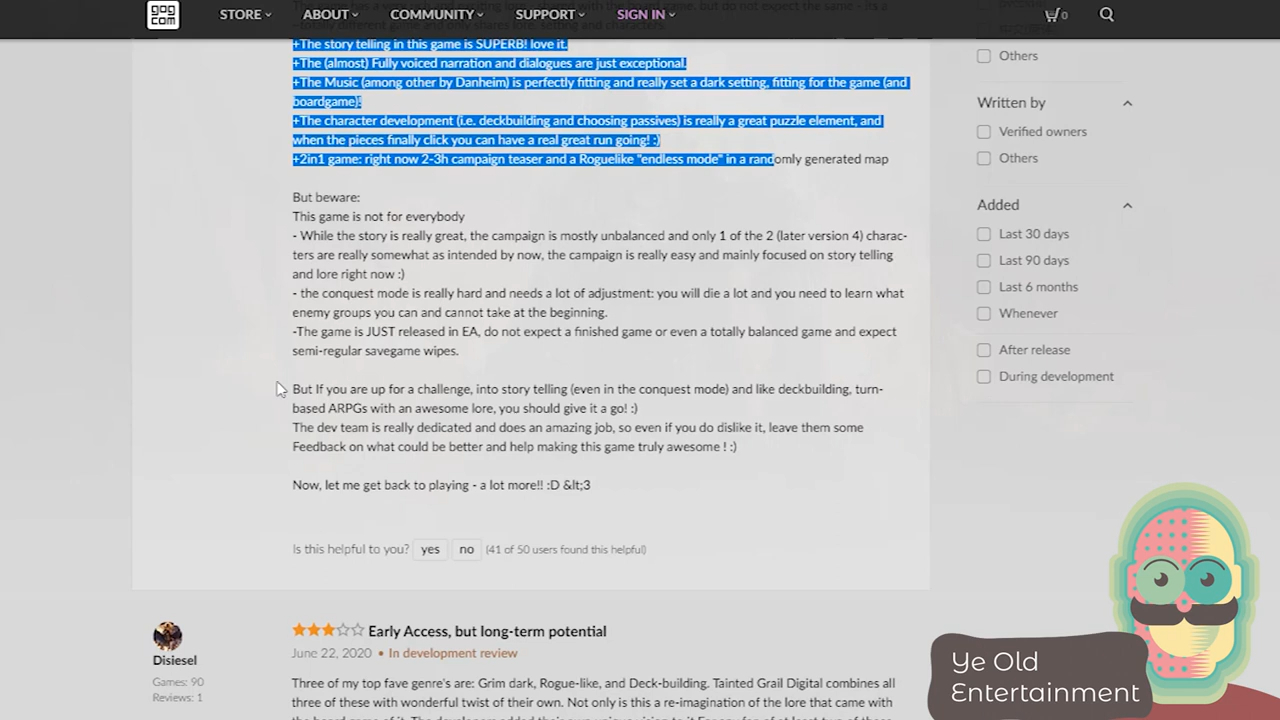 gog
com
STORE
ABOUT
COMMUNITY
SUPPORT
SIGN IN
0
+The story telling in this game is SUPERB! love it.
+The (almost) Fully voiced narration and dialogues are just exceptional.
+The Music (among other by Danheim) is perfectly fitting and really set a dark setting, fitting for the game (and
boardgame)!
+The character development (i.e. deckbuilding and choosing passives) is really a great puzzle element, and
when the pieces finally click you can have a real great run going! :)
+2in1 game: right now 2-3h campaign teaser and a Roguelike "endless mode" in a randomly generated map
But beware:
This game is not for everybody
- While the story is really great, the campaign is mostly unbalanced and only 1 of the 2 (later version 4) charac-
ters are really somewhat as intended by now, the campaign is really easy and mainly focused on story telling
and lore right now :)
- the conquest mode is really hard and needs a lot of adjustment: you will die a lot and you need to learn what
enemy groups you can and cannot take at the beginning.
-The game is JUST released in EA, do not expect a finished game or even a totally balanced game and expect
semi-regular savegame wipes.
But If you are up for a challenge, into story telling (even in the conquest mode) and like deckbuilding, turn-
based ARPGs with an awesome lore, you should give it a go! :)
The dev team is really dedicated and does an amazing job, so even if you do dislike it, leave them some
Feedback on what could be better and help making this game truly awesome ! :)
Now, let me get back to playing - a lot more!! :D &lt;3
Is this helpful to you? yes no (41 of 50 users found this helpful)
Disiesel
Games: 90
Reviews: 1
Early Access, but long-term potential
June 22, 2020 • In development review
Three of my top fave genre's are: Grim dark, Rogue-like, and Deck-building. Tainted Grail Digital combines all
three of these with wonderful twist of their own. Not only is this a re-imagination of the lore that came with
Others
Written by
Verified owners
Others
Added
Last 30 days
Last 90 days
Last 6 months
Whenever
After release
During development
Ye Old
Entertainment